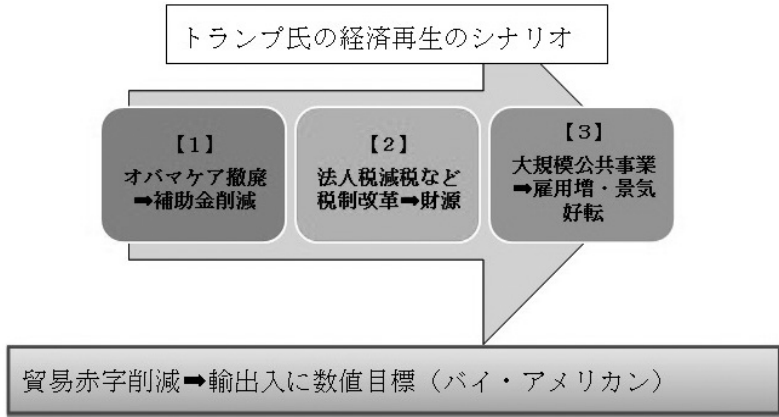 トランプ氏の経済再生のシナリオ
【１】
オバマケア撤廃
➡補助金削減
【２】
法人税減税など
税制改革➡財源
【３】
大規模公共事業
➡雇用増・景気
好転
貿易赤字削減➡輸出入に数値目標（バイ・アメリカン）